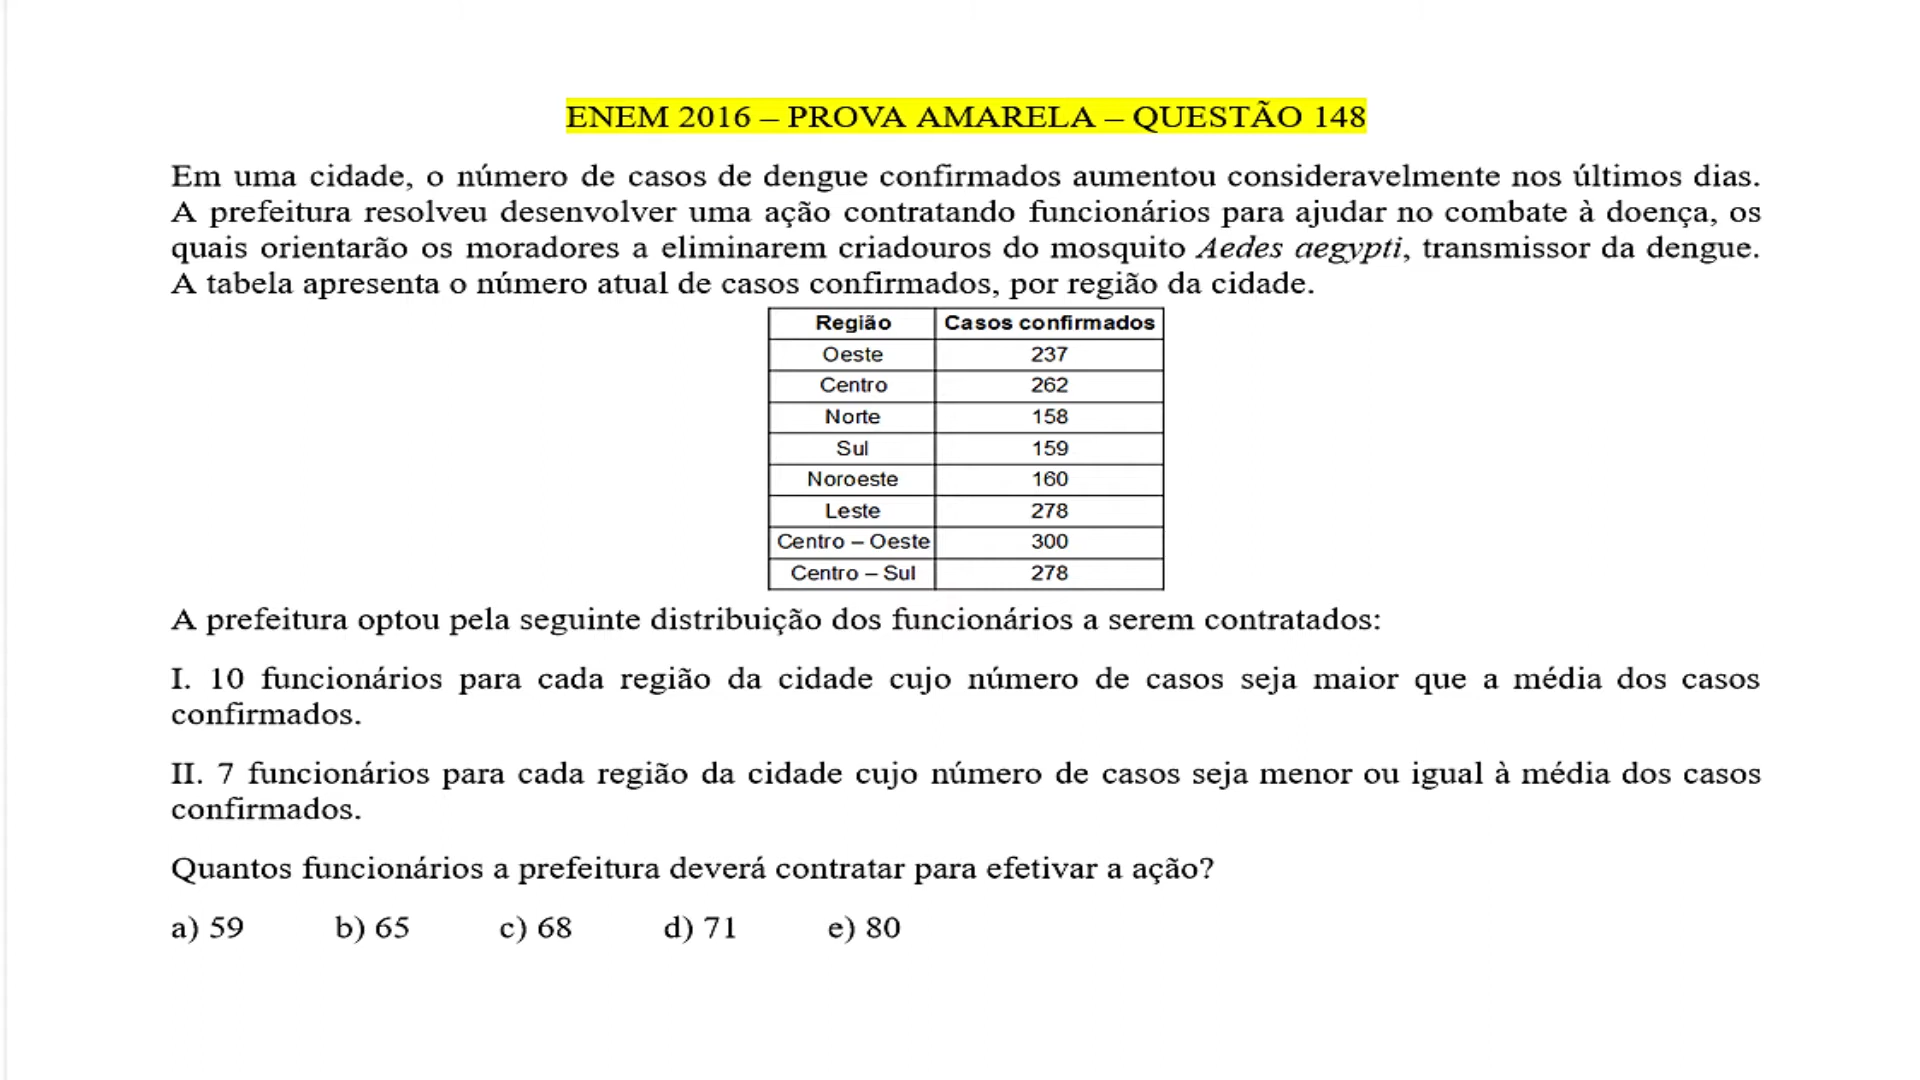 ENEM 2016 – PROVA AMARELA – QUESTÃO 148
Em uma cidade, o número de casos de dengue confirmados aumentou consideravelmente nos últimos dias.
A prefeitura resolveu desenvolver uma ação contratando funcionários para ajudar no combate à doença, os
quais orientarão os moradores a eliminarem criadouros do mosquito Aedes aegypti, transmissor da dengue.
A tabela apresenta o número atual de casos confirmados, por região da cidade.
Região Casos confirmados
Oeste 237
Centro 262
Norte 158
Sul 159
Noroeste 160
Leste 278
Centro – Oeste 300
Centro – Sul 278
A prefeitura optou pela seguinte distribuição dos funcionários a serem contratados:
I. 10 funcionários para cada região da cidade cujo número de casos seja maior que a média dos casos
confirmados.
II. 7 funcionários para cada região da cidade cujo número de casos seja menor ou igual à média dos casos
confirmados.
Quantos funcionários a prefeitura deverá contratar para efetivar a ação?
a) 59 b) 65 c) 68 d) 71 e) 80